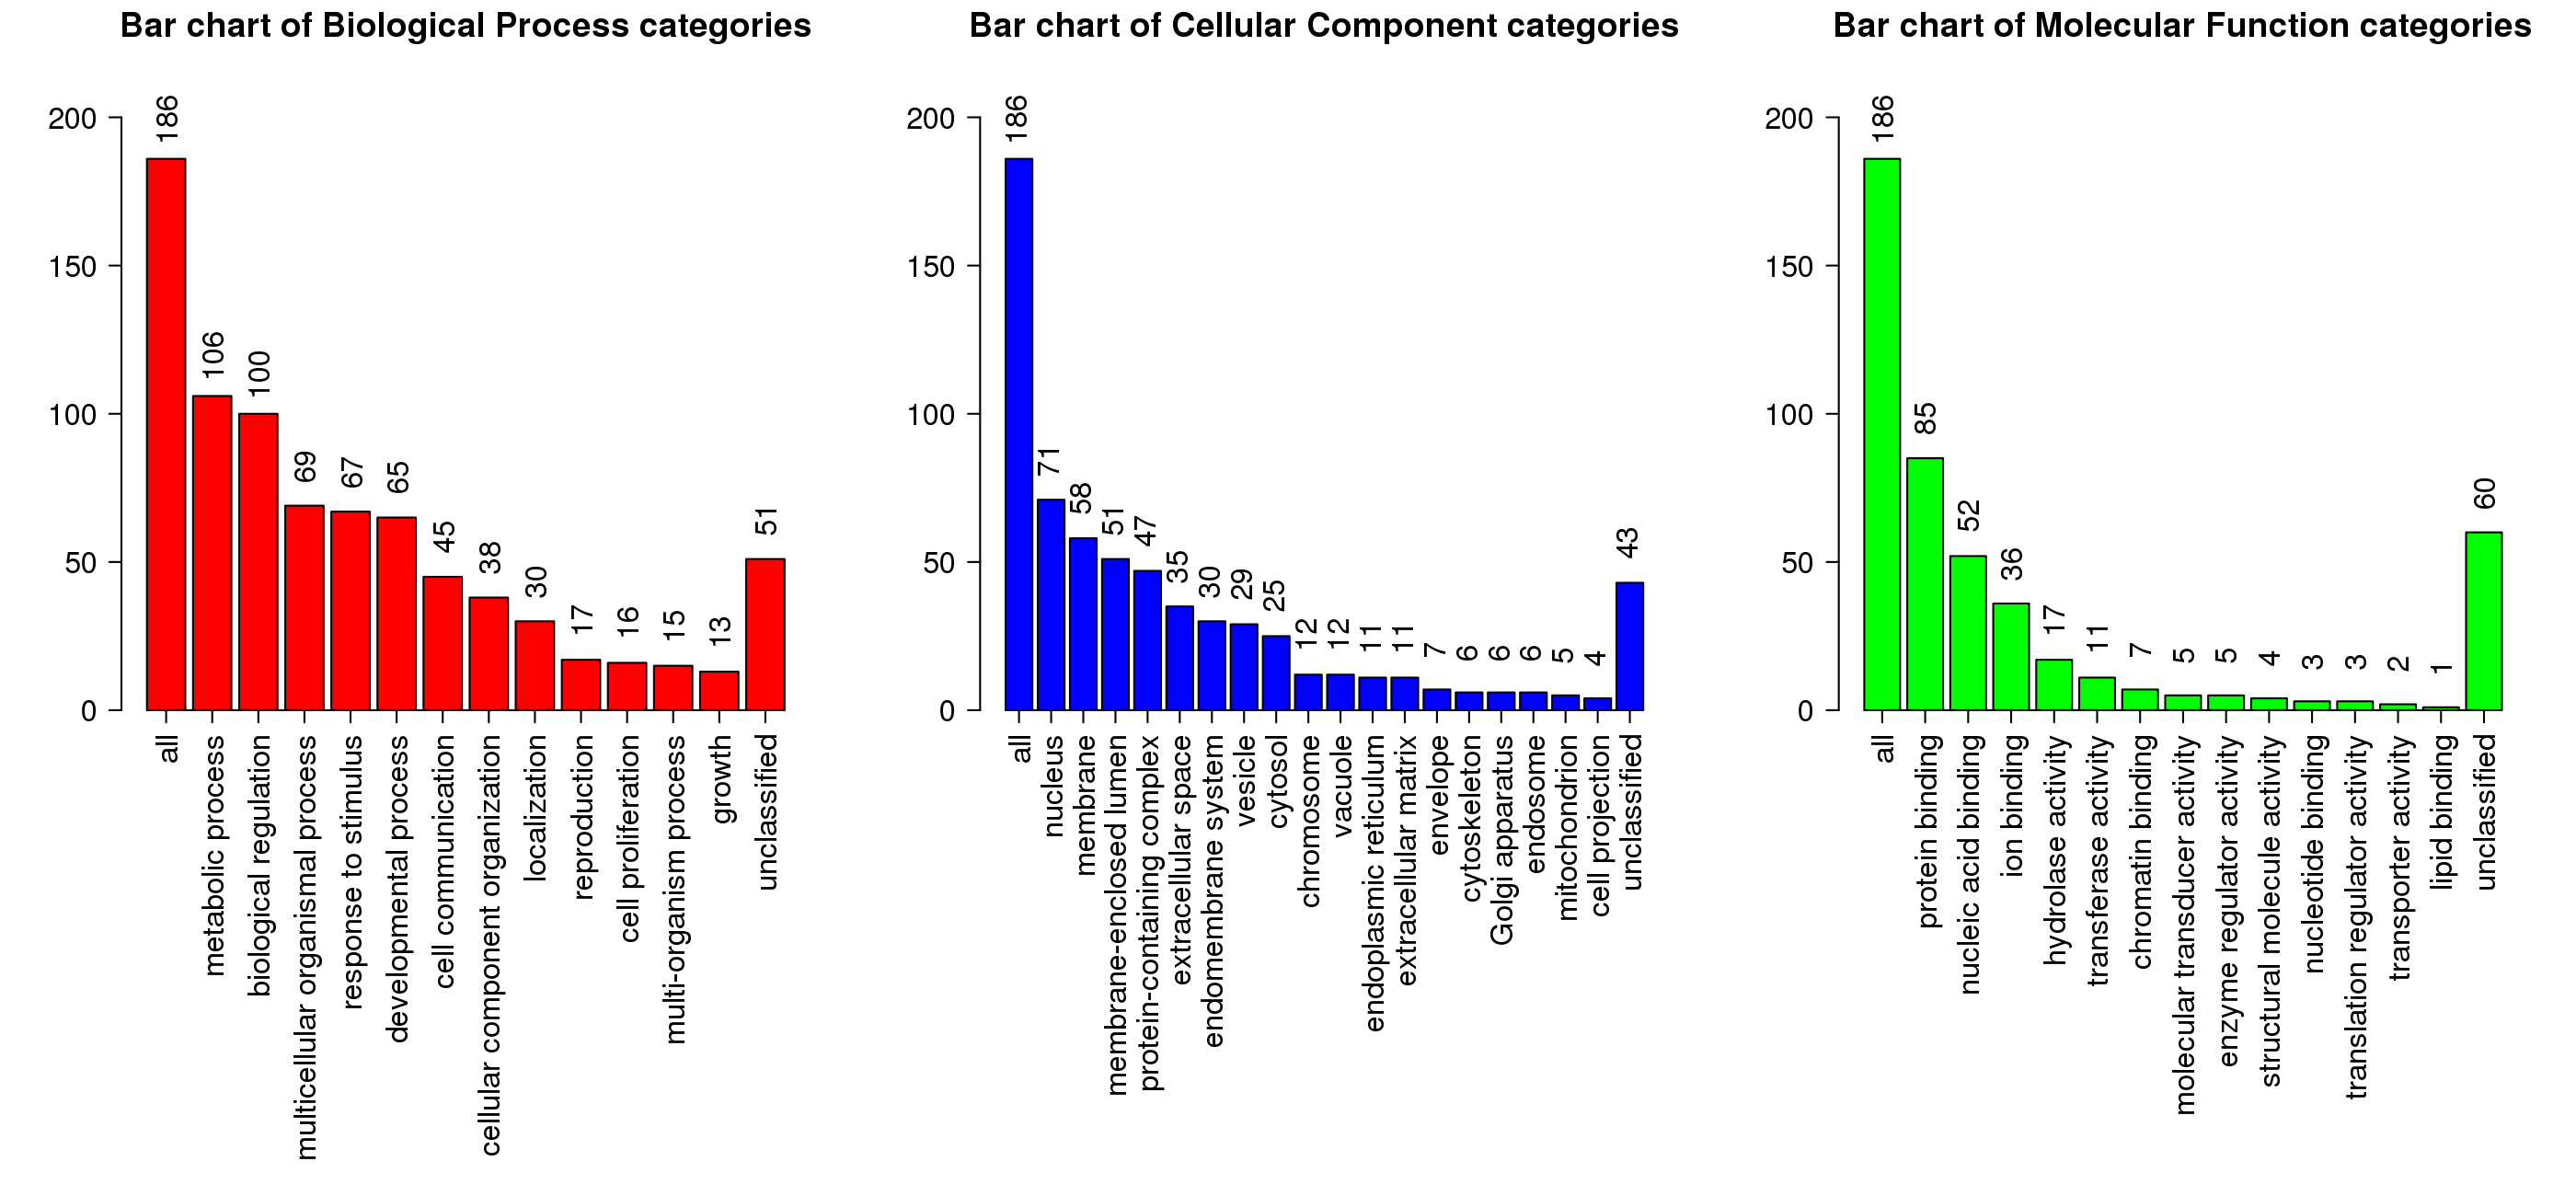 Bar chart of Biological Process categories
200
150
100
50
0
186
106
100
69
67
65
45
38
30
17
16
15
13
51
all
metabolic process
biological regulation
multicellular organismal process
response to stimulus
developmental process
cell communication
cellular component organization
localization
reproduction
cell proliferation
multi-organism process
growth
unclassified
Bar chart of Cellular Component categories
200
150
100
50
0
186
71
58
51
47
35
30
29
25
12
12
11
11
7
6
6
6
5
4
43
all
nucleus
membrane
membrane-enclosed lumen
protein-containing complex
extracellular space
endomembrane system
vesicle
cytosol
chromosome
vacuole
endoplasmic reticulum
extracellular matrix
envelope
cytoskeleton
Golgi apparatus
endosome
mitochondrion
cell projection
unclassified
Bar chart of Molecular Function categories
200
150
100
50
0
186
85
52
36
17
11
7
5
5
4
3
3
2
1
60
all
protein binding
nucleic acid binding
ion binding
hydrolase activity
transferase activity
chromatin binding
molecular transducer activity
enzyme regulator activity
structural molecule activity
nucleotide binding
translation regulator activity
transporter activity
lipid binding
unclassified